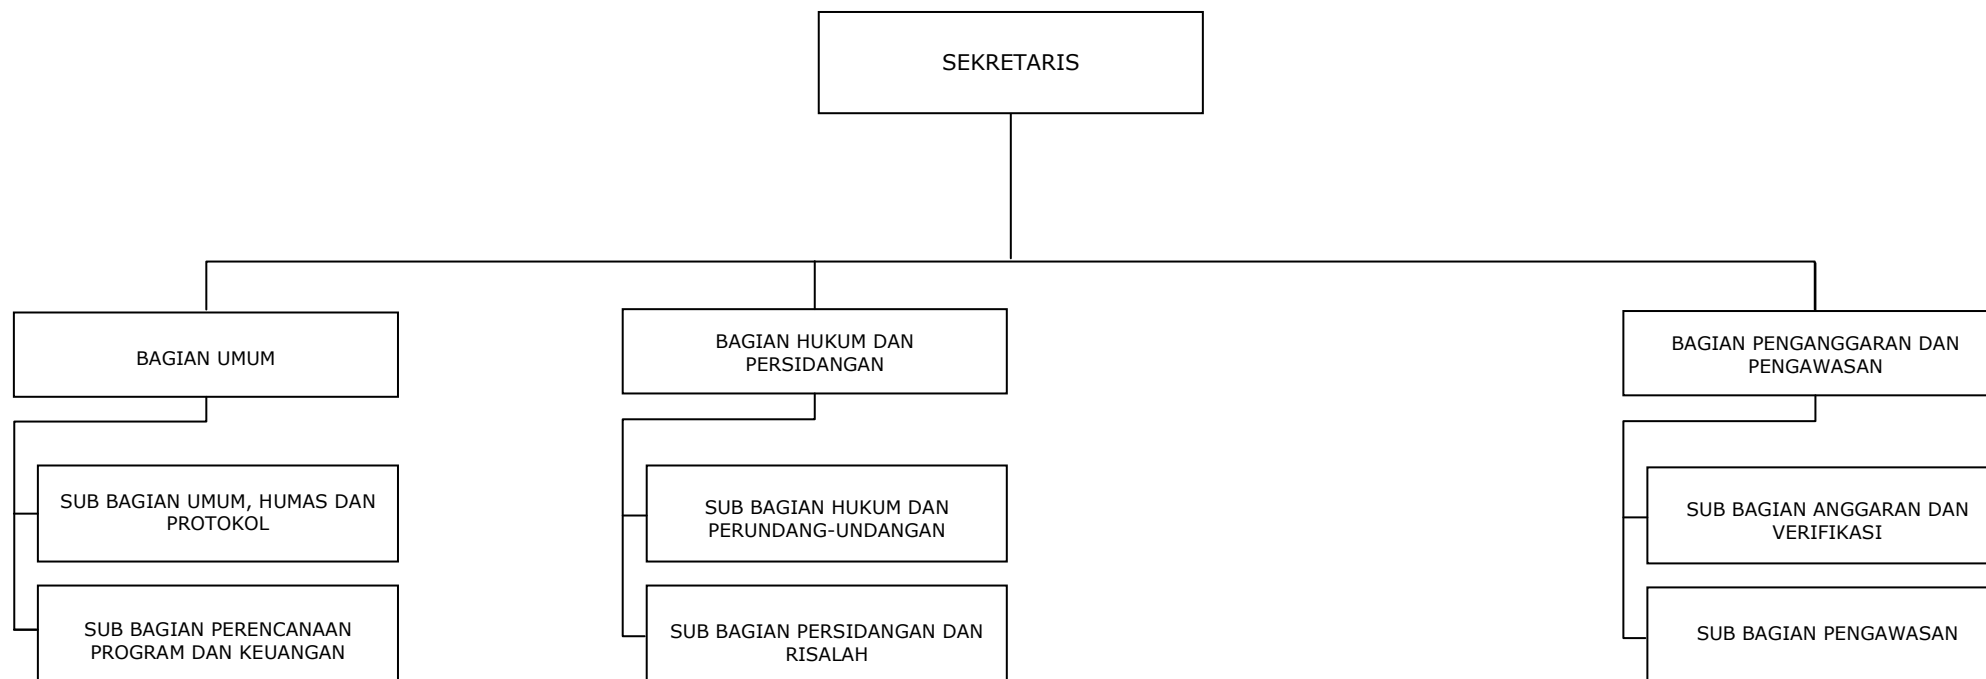 SEKRETARIS
BAGIAN UMUM
BAGIAN HUKUM DAN
PERSIDANGAN
BAGIAN PENGANGGARAN DAN
PENGAWASAN
SUB BAGIAN UMUM, HUMAS DAN
PROTOKOL
SUB BAGIAN HUKUM DAN
PERUNDANG-UNDANGAN
SUB BAGIAN ANGGARAN DAN
VERIFIKASI
SUB BAGIAN PERENCANAAN
PROGRAM DAN KEUANGAN
SUB BAGIAN PERSIDANGAN DAN
RISALAH
SUB BAGIAN PENGAWASAN